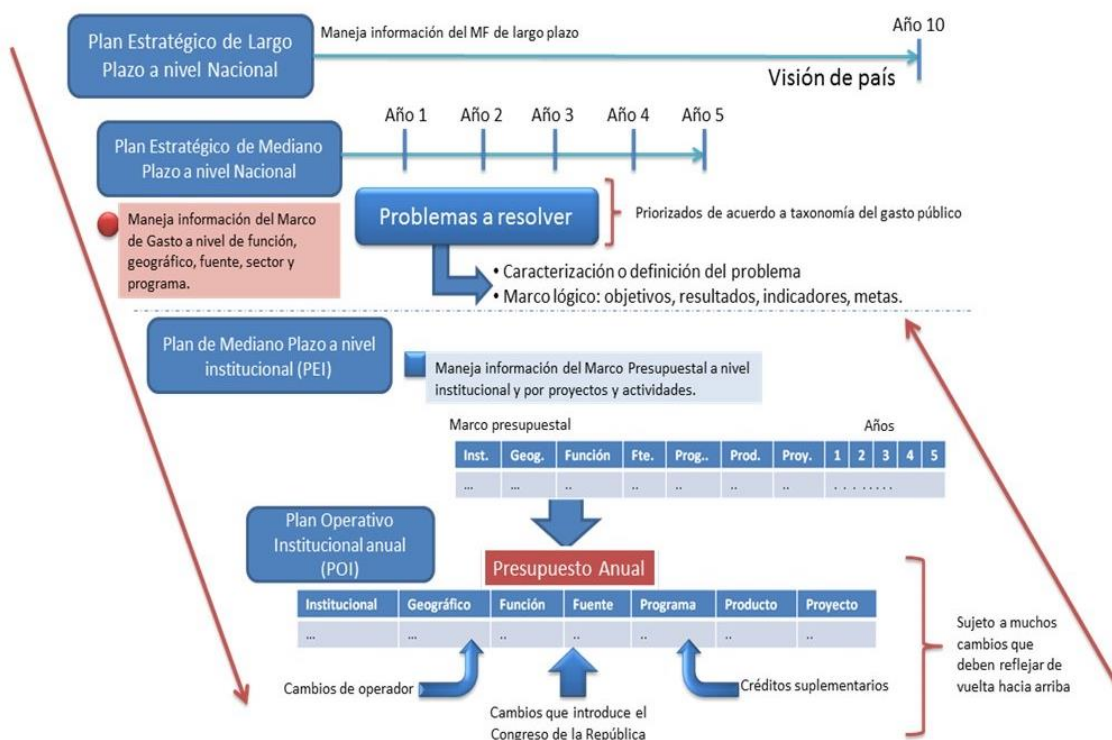 Plan Estratégico de Largo
Plazo a nivel Nacional
Maneja información del MF de largo plazo
Año 10
Visión de país
Plan Estratégico de Mediano
Plazo a nivel Nacional
Año 1 Año 2 Año 3 Año 4 Año 5
Maneja información del Marco
de Gasto a nivel de función,
geográfico, fuente, sector y
programa.
Problemas a resolver
Priorizados de acuerdo a taxonomía del gasto público
• Caracterización o definición del problema
• Marco lógico: objetivos, resultados, indicadores, metas.
Plan de Mediano Plazo a nivel
institucional (PEI)
Maneja información del Marco Presupuestal a nivel
institucional y por proyectos y actividades.
Marco presupuestal Años
Inst. Geog. Función Fte. Prog.. Prod. Proy. 1 2 3 4 5
... ... .. .. .. .. .. . . . . . . . .
Plan Operativo
Institucional anual
(POI)
Presupuesto Anual
Institucional Geográfico Función Fuente Programa Producto Proyecto
... ... .. .. .. .. ..
Cambios de operador
Cambios que introduce el
Congreso de la República
Créditos suplementarios
Sujeto a muchos
cambios que
deben reflejar de
vuelta hacia arriba